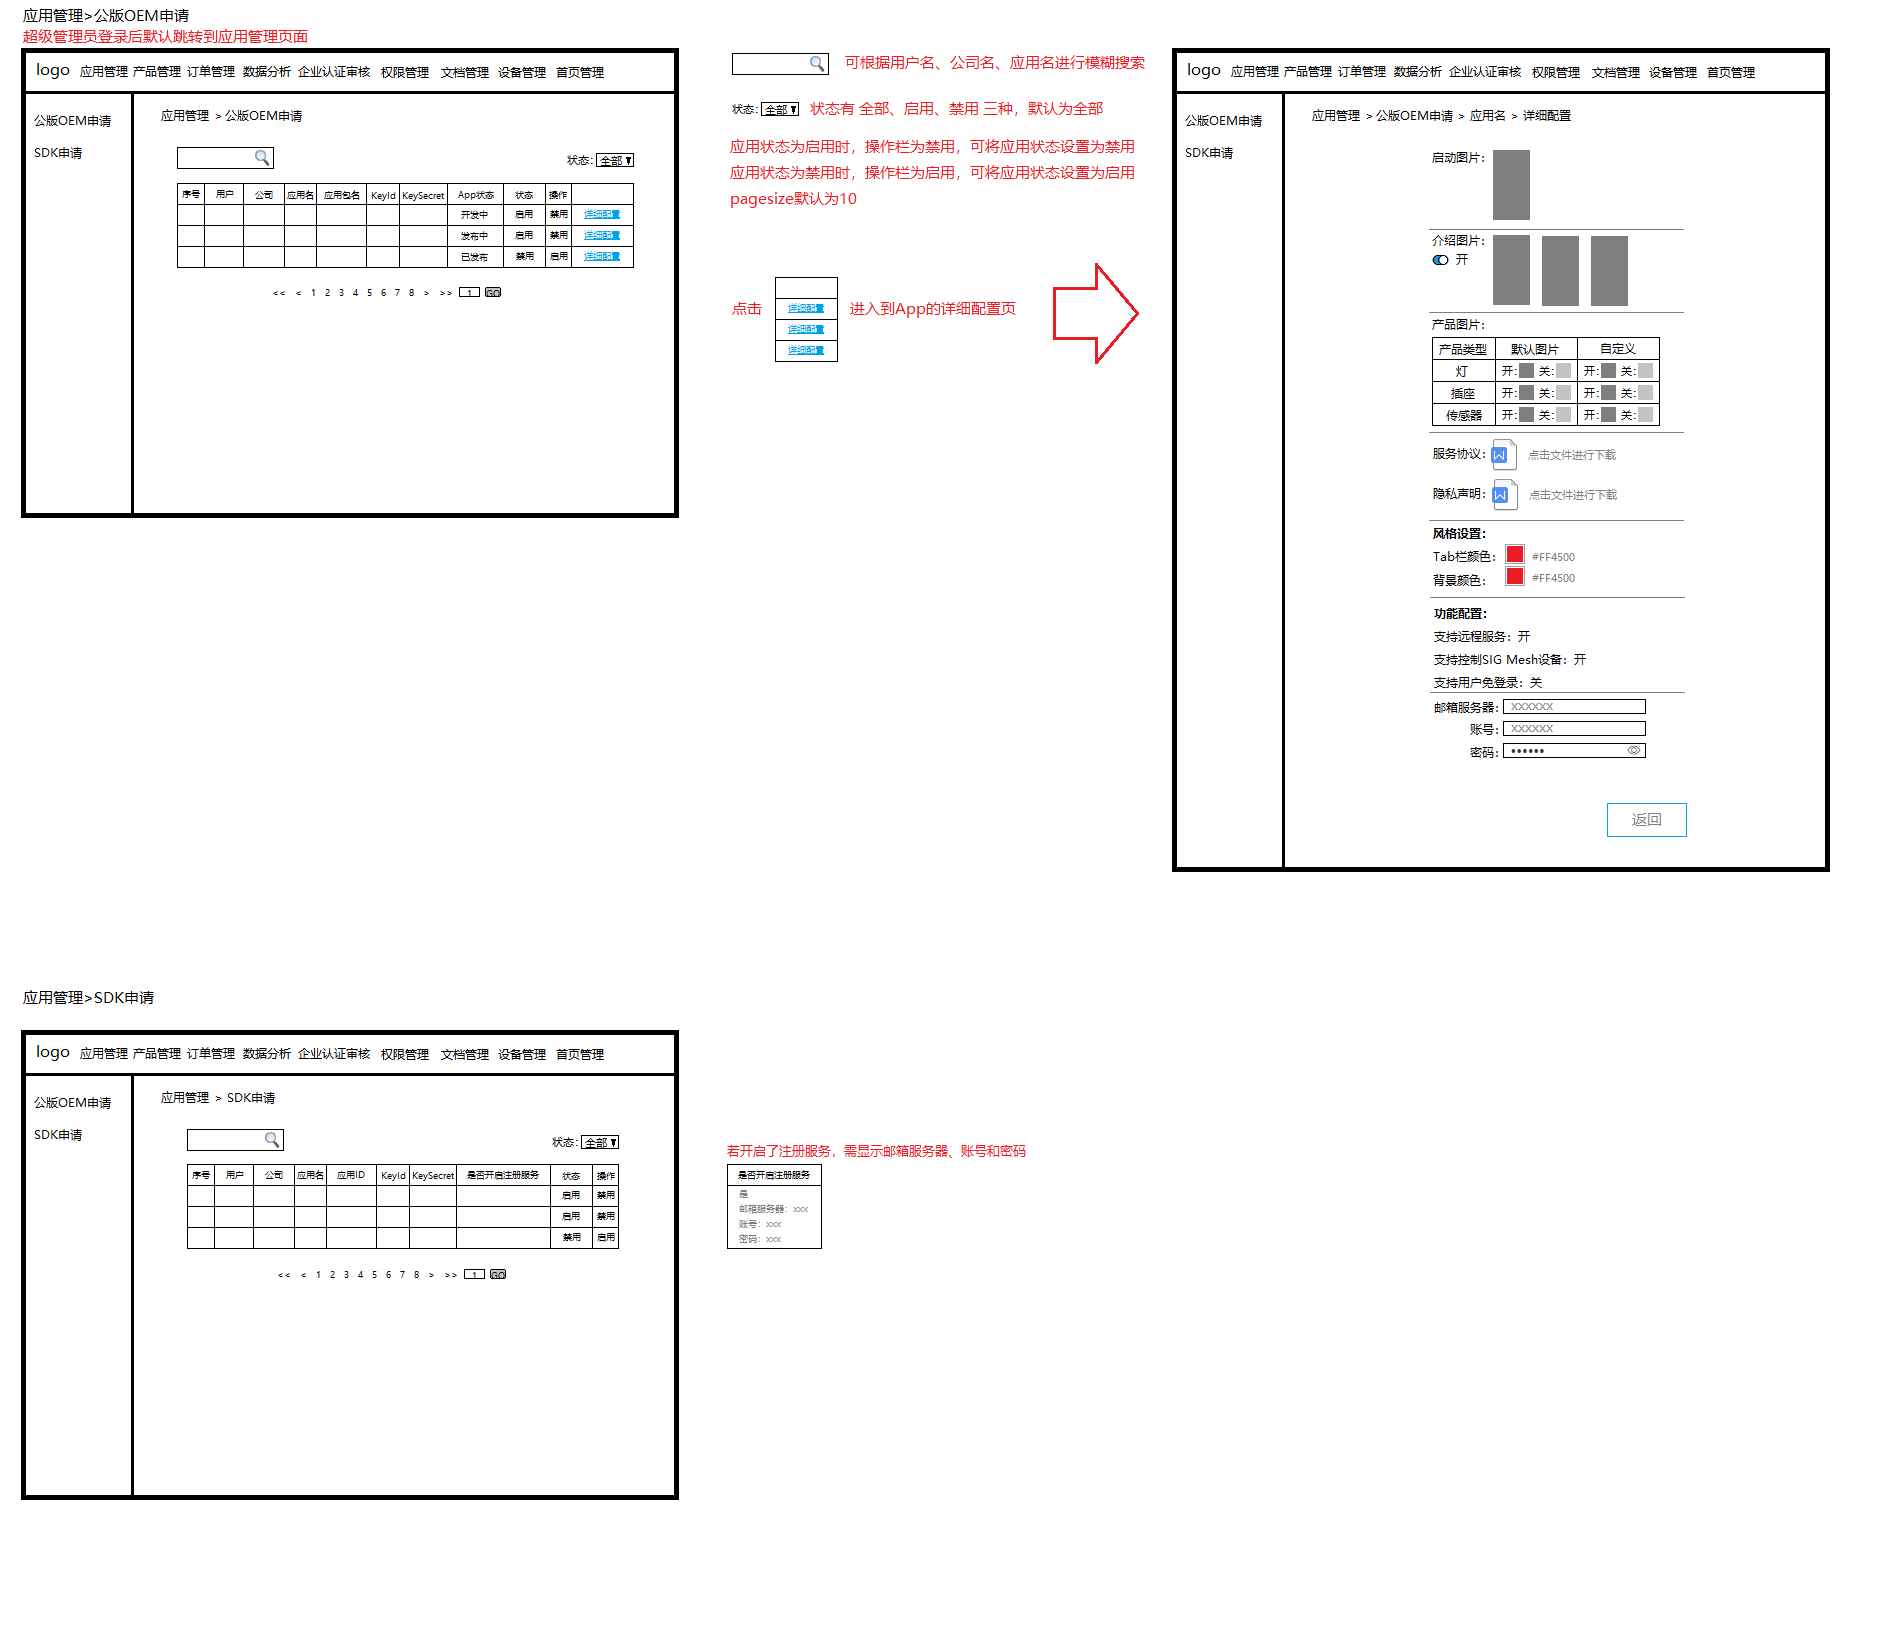 应用管理>公版OEM申请
超级管理员登录后默认跳转到应用管理页面
logo 应用管理 产品管理 订单管理 数据分析 企业认证审核 权限管理 文档管理 设备管理 首页管理
公版OEM申请
SDK申请
应用管理 > 公版OEM申请
状态: 全部
序号 用户 公司 应用名 应用包名 KeyId KeySecret App状态 状态 操作
开发中 启用 禁用 详细配置
发布中 启用 禁用 详细配置
已发布 禁用 启用 详细配置
<< < 1 2 3 4 5 6 7 8 > >> 1 GO
可根据用户名、公司名、应用名进行模糊搜索
状态: 全部 状态有 全部、启用、禁用 三种，默认为全部
应用状态为启用时，操作栏为禁用，可将应用状态设置为禁用
应用状态为禁用时，操作栏为启用，可将应用状态设置为启用
pagesize默认为10
点击 详细配置 进入到App的详细配置页
详细配置
详细配置
logo 应用管理 产品管理 订单管理 数据分析 企业认证审核 权限管理 文档管理 设备管理 首页管理
公版OEM申请
SDK申请
应用管理 > 公版OEM申请 > 应用名 > 详细配置
启动图片：
介绍图片：
开
产品图片：
产品类型 默认图片 自定义
灯 开: 关: 开: 关:
插座 开: 关: 开: 关:
传感器 开: 关: 开: 关:
服务协议： W 点击文件进行下载
隐私声明： W 点击文件进行下载
风格设置：
Tab栏颜色： #FF4500
背景颜色： #FF4500
功能配置：
支持远程服务：开
支持控制SIG Mesh设备：开
支持用户免登录：关
邮箱服务器： XXXXXX
账号： XXXXXX
密码： ••••••
返回
应用管理>SDK申请
logo 应用管理 产品管理 订单管理 数据分析 企业认证审核 权限管理 文档管理 设备管理 首页管理
公版OEM申请
SDK申请
应用管理 > SDK申请
状态: 全部
序号 用户 公司 应用名 应用ID KeyId KeySecret 是否开启注册服务 状态 操作
启用 禁用
启用 禁用
禁用 启用
<< < 1 2 3 4 5 6 7 8 > >> 1 GO
若开启了注册服务，需显示邮箱服务器、账号和密码
是否开启注册服务
是
邮箱服务器：xxx
账号：xxx
密码：xxx